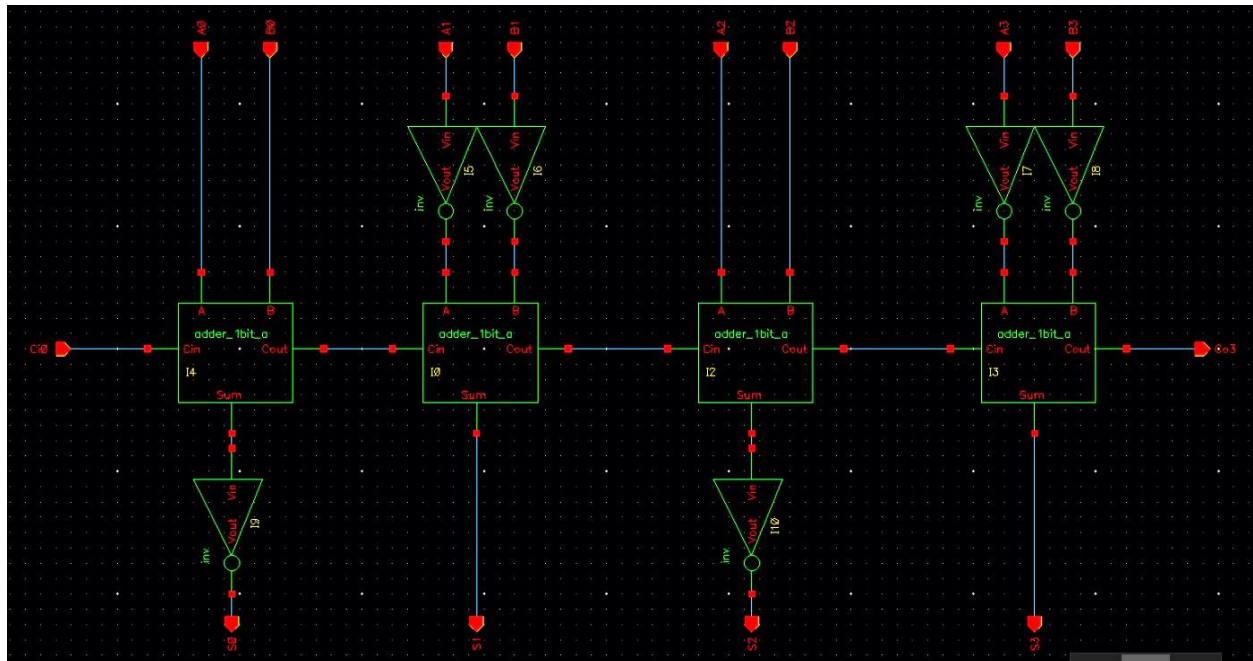 A0 B0 A1 B1 A2 B2 A3 B3
Vin Vin Vin Vin
Vout I5 Vout I6 Vout I7 Vout I8
inv inv inv inv
A B A B A B A B
adder_1bit_a adder_1bit_a adder_1bit_a adder_1bit_a
Ci0 Cin Cout Cin Cout Cin Cout Cin Cout Co3
I4 I0 I2 I3
Sum Sum Sum Sum
Vin Vin
Vout I9 Vout I10
inv inv
S0 S1 S2 S3